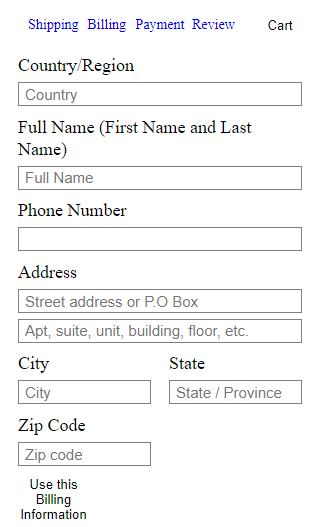 Shipping Billing Payment Review Cart
Country/Region
Country
Full Name (First Name and Last
Name)
Full Name
Phone Number
Address
Street address or P.O Box
Apt, suite, unit, building, floor, etc.
City State
City State / Province
Zip Code
Zip code
Use this
Billing
Information